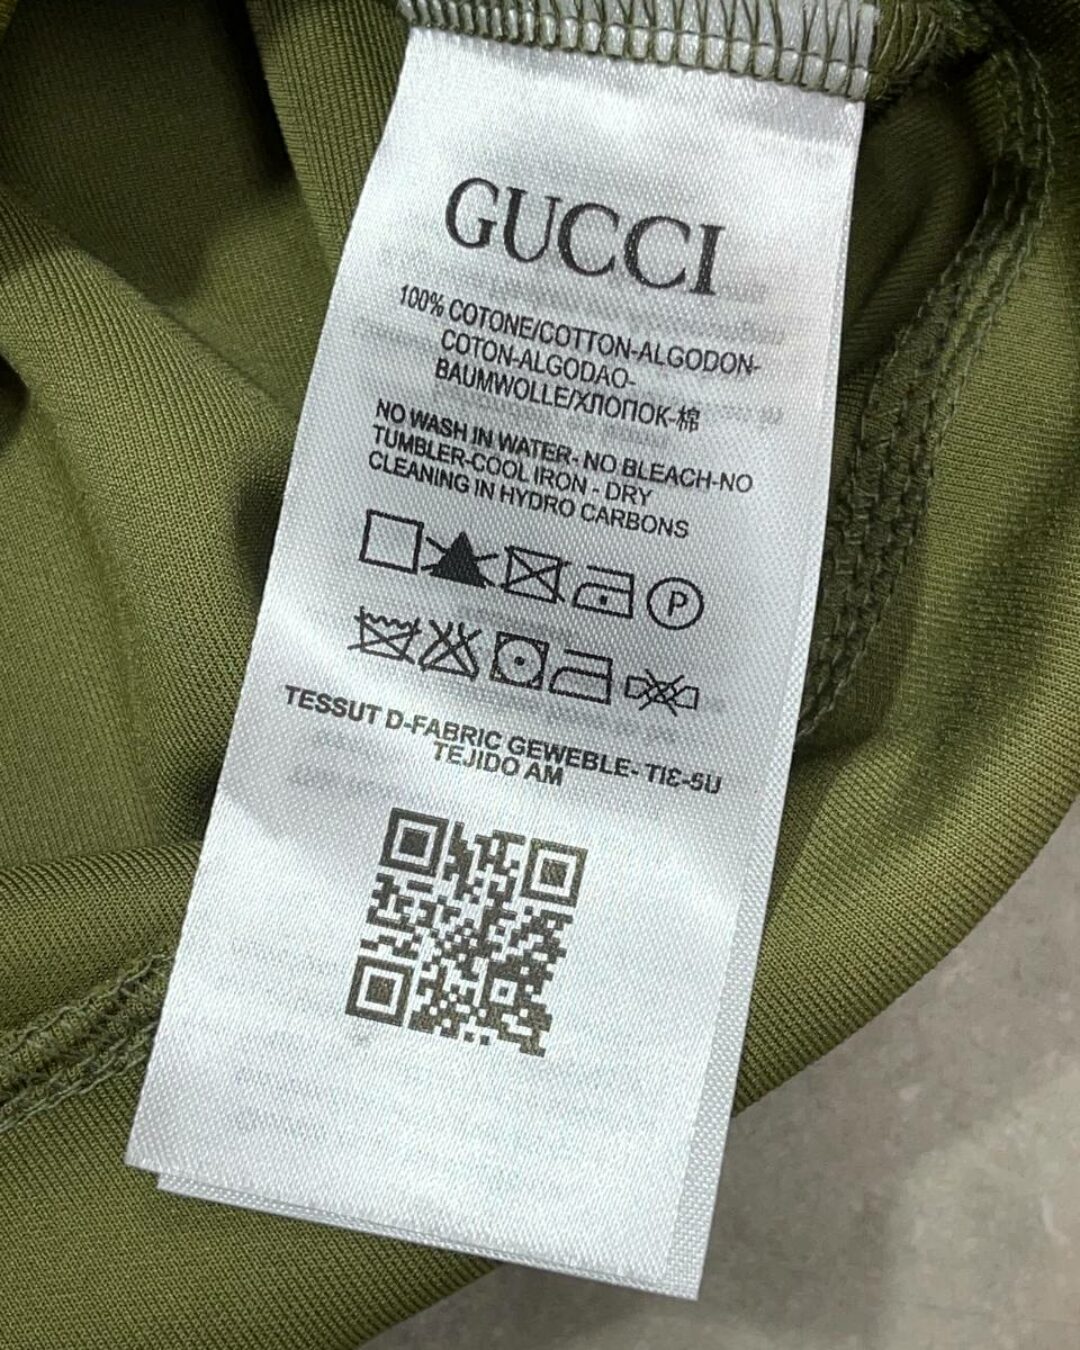 GUCCI
100% COTONE/COTTON-ALGODON-
COTON-ALGODAO-
BAUMWOLLE/ХЛОПОК-棉
NO WASH IN WATER- NO BLEACH-NO
TUMBLER-COOL IRON - DRY
CLEANING IN HYDRO CARBONS
P
TESSUT D-FABRIC GEWEBLE- TIƐ-5U
TEJIDO AM